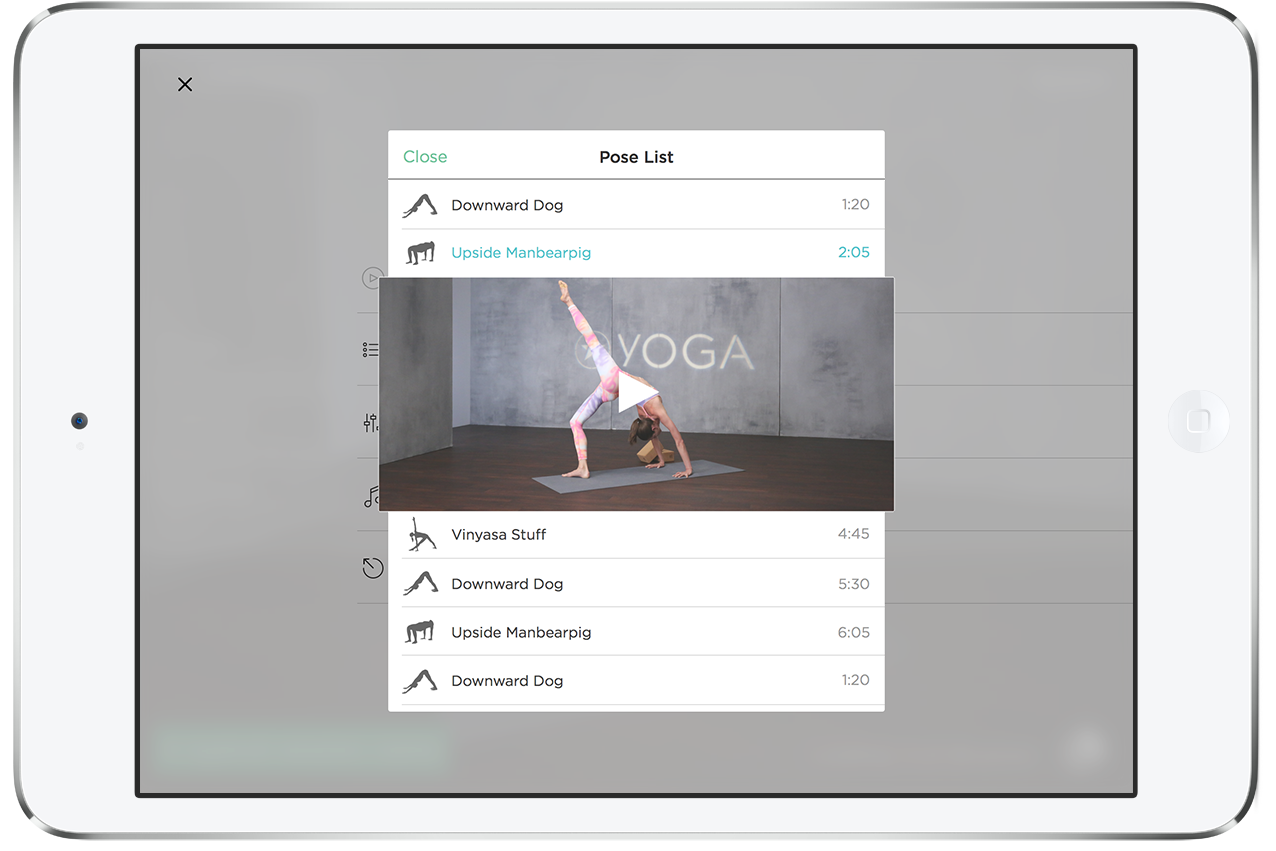 Close Pose List
Downward Dog 1:20
Upside Manbearpig 2:05
YOGA
Vinyasa Stuff 4:45
Downward Dog 5:30
Upside Manbearpig 6:05
Downward Dog 1:20